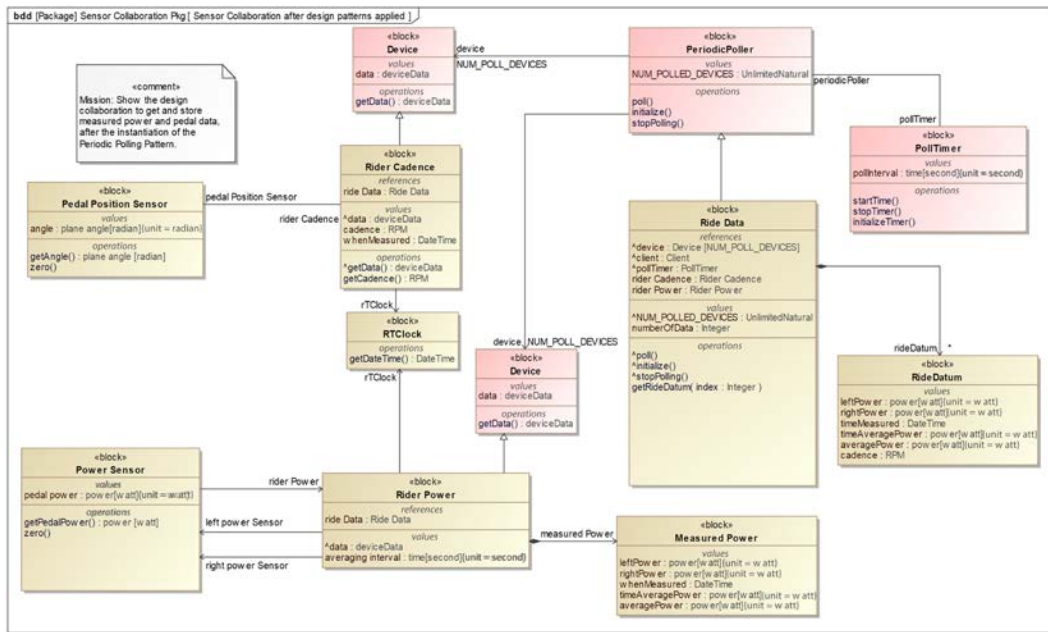 bdd [Package] Sensor Collaboration Pkg [ Sensor Collaboration after design patterns applied ]
«comment»
Mission: Show the design
collaboration to get and store
measured power and pedal data,
after the instantiation of the
Periodic Polling Pattern.
«block»
Device
values
data : deviceData
operations
getData() : deviceData
device
NUM_POLL_DEVICES
«block»
PeriodicPoller
values
NUM_POLLED_DEVICES : UnlimitedNatural
operations
poll()
initialize()
stopPolling()
periodicPoller
pollTimer
«block»
PollTimer
values
pollInterval : time[second]{unit = second}
operations
startTime()
stopTimer()
initializeTimer()
«block»
Pedal Position Sensor
values
angle : plane angle[radian]{unit = radian}
operations
getAngle() : plane angle [radian]
zero()
pedal Position Sensor
rider Cadence
«block»
Rider Cadence
references
ride Data : Ride Data
values
^data : deviceData
cadence : RPM
whenMeasured : DateTime
operations
^getData() : deviceData
getCadence() : RPM
rTClock
«block»
RTClock
operations
getDateTime() : DateTime
rTClock
«block»
Ride Data
references
^device : Device [NUM_POLL_DEVICES]
^client : Client
^pollTimer : PollTimer
rider Cadence : Rider Cadence
rider Power : Rider Power
values
^NUM_POLLED_DEVICES : UnlimitedNatural
numberOfData : Integer
operations
^poll()
^initialize()
^stopPolling()
getRideDatum( index : Integer )
device NUM_POLL_DEVICES
«block»
Device
values
data : deviceData
operations
getData() : deviceData
rideDatum *
«block»
RideDatum
values
leftPower : power[watt]{unit = watt}
rightPower : power[watt]{unit = watt}
timeMeasured : DateTime
timeAveragePower : power[watt]{unit = watt}
averagePower : power[watt]{unit = watt}
cadence : RPM
«block»
Power Sensor
values
pedal power : power[watt]{unit = watt}
operations
getPedalPower() : power [watt]
zero()
rider Power
left power Sensor
right power Sensor
«block»
Rider Power
references
ride Data : Ride Data
values
^data : deviceData
averaging interval : time[second]{unit = second}
measured Power
«block»
Measured Power
values
leftPower : power[watt]{unit = watt}
rightPower : power[watt]{unit = watt}
whenMeasured : DateTime
timeAveragePower : power[watt]{unit = watt}
averagePower : power[watt]{unit = watt}